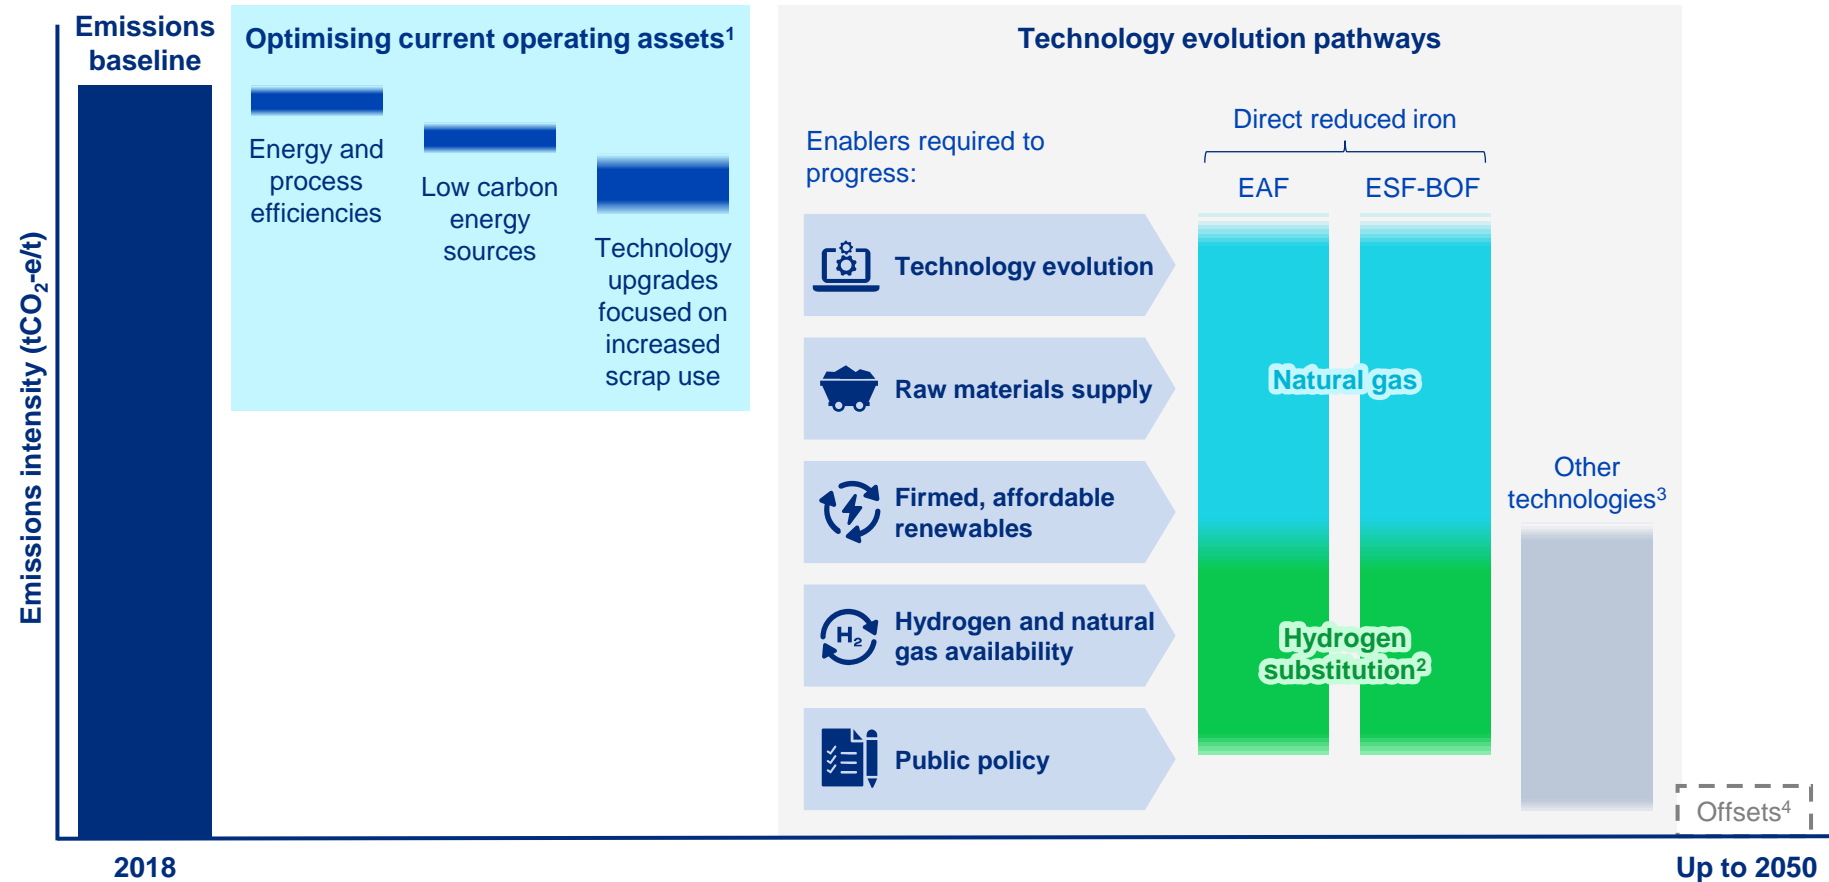 Emissions
baseline
Optimising current operating assets¹
Technology evolution pathways
Emissions intensity (tCO₂-e/t)
Energy and
process
efficiencies
Low carbon
energy
sources
Technology
upgrades
focused on
increased
scrap use
Enablers required to
progress:
Technology evolution
Raw materials supply
Firmed, affordable
renewables
H₂
Hydrogen and natural
gas availability
Public policy
Direct reduced iron
EAF
ESF-BOF
Natural gas
Hydrogen
substitution²
Other
technologies³
Offsets⁴
2018
Up to 2050